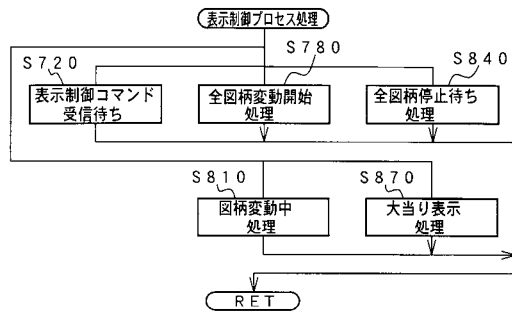 表示制御プロセス処理
S720
S780
S840
表示制御コマンド
受信待ち
全図柄変動開始
処理
全図柄停止待ち
処理
S810
S870
図柄変動中
処理
大当り表示
処理
RET